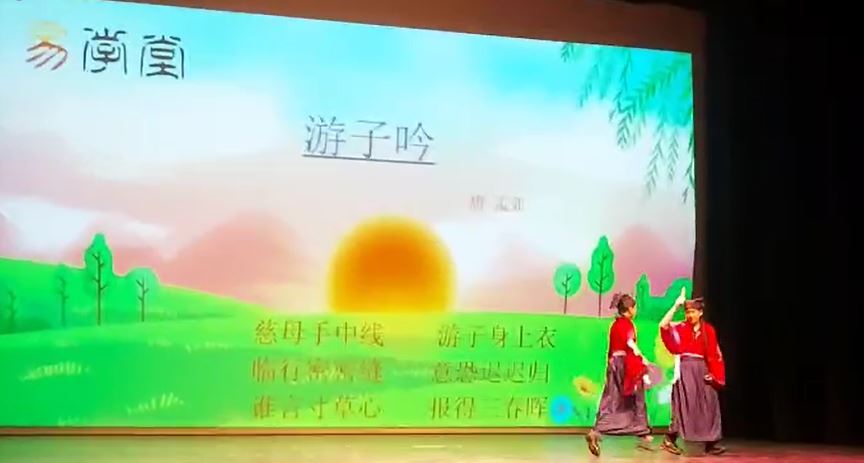 易学堂
游子吟
唐 孟郊
慈母手中线 游子身上衣
临行密密缝 意恐迟迟归
谁言寸草心 报得三春晖